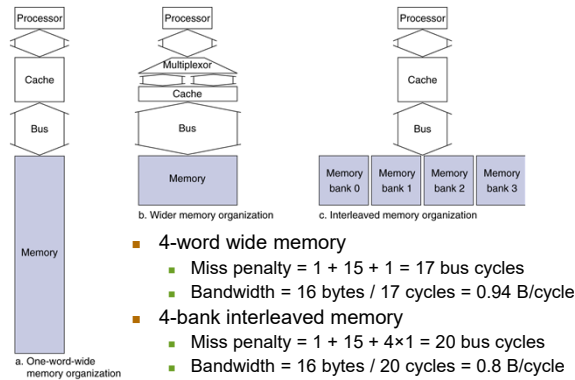 Processor
Cache
Bus
Memory
a. One-word-wide
memory organization
Processor
Multiplexor
Cache
Bus
Memory
b. Wider memory organization
Processor
Cache
Bus
Memory
bank 0
Memory
bank 1
Memory
bank 2
Memory
bank 3
c. Interleaved memory organization
4-word wide memory
Miss penalty = 1 + 15 + 1 = 17 bus cycles
Bandwidth = 16 bytes / 17 cycles = 0.94 B/cycle
4-bank interleaved memory
Miss penalty = 1 + 15 + 4×1 = 20 bus cycles
Bandwidth = 16 bytes / 20 cycles = 0.8 B/cycle